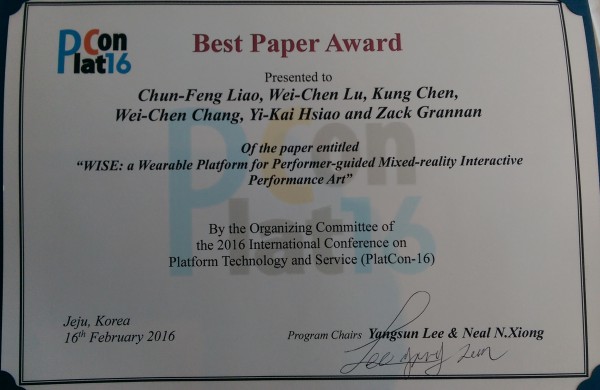 Con
Plat16
Best Paper Award
Presented to
Chun-Feng Liao, Wei-Chen Lu, Kung Chen,
Wei-Chen Chang, Yi-Kai Hsiao and Zack Grannan
Of the paper entitled
“WISE: a Wearable Platform for Performer-guided Mixed-reality Interactive
Performance Art”
By the Organizing Committee of
the 2016 International Conference on
Platform Technology and Service (PlatCon-16)
Jeju, Korea
16th February 2016
Program Chairs Yangsun Lee & Neal N.Xiong